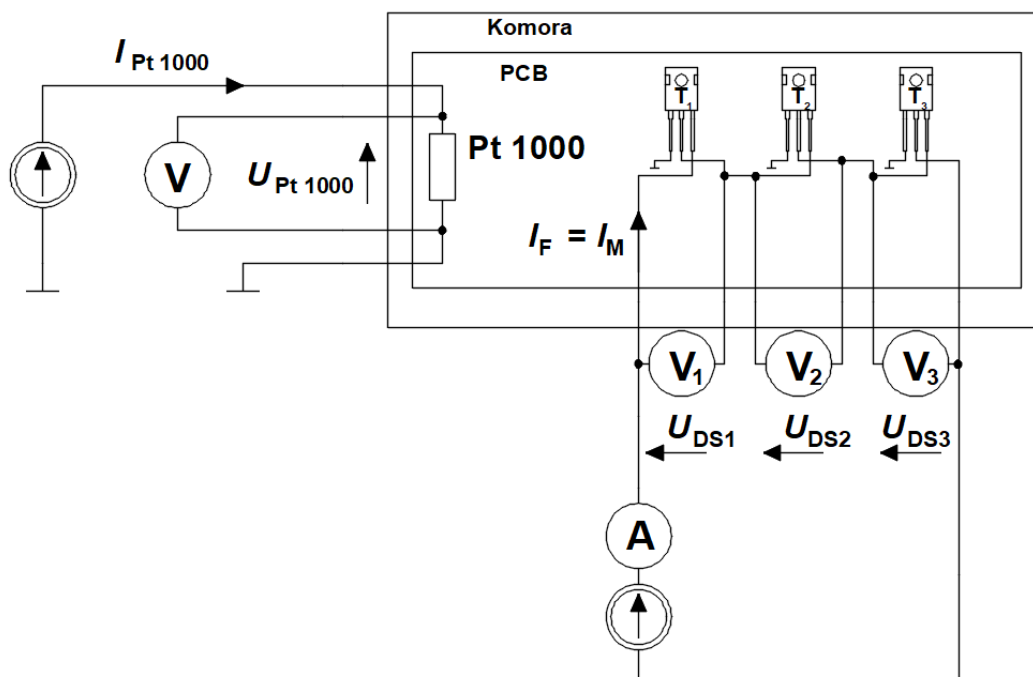 Komora
I Pt 1000
PCB
T1
T2
T3
V
U Pt 1000
Pt 1000
IF = IM
V1
V2
V3
UDS1
UDS2
UDS3
A